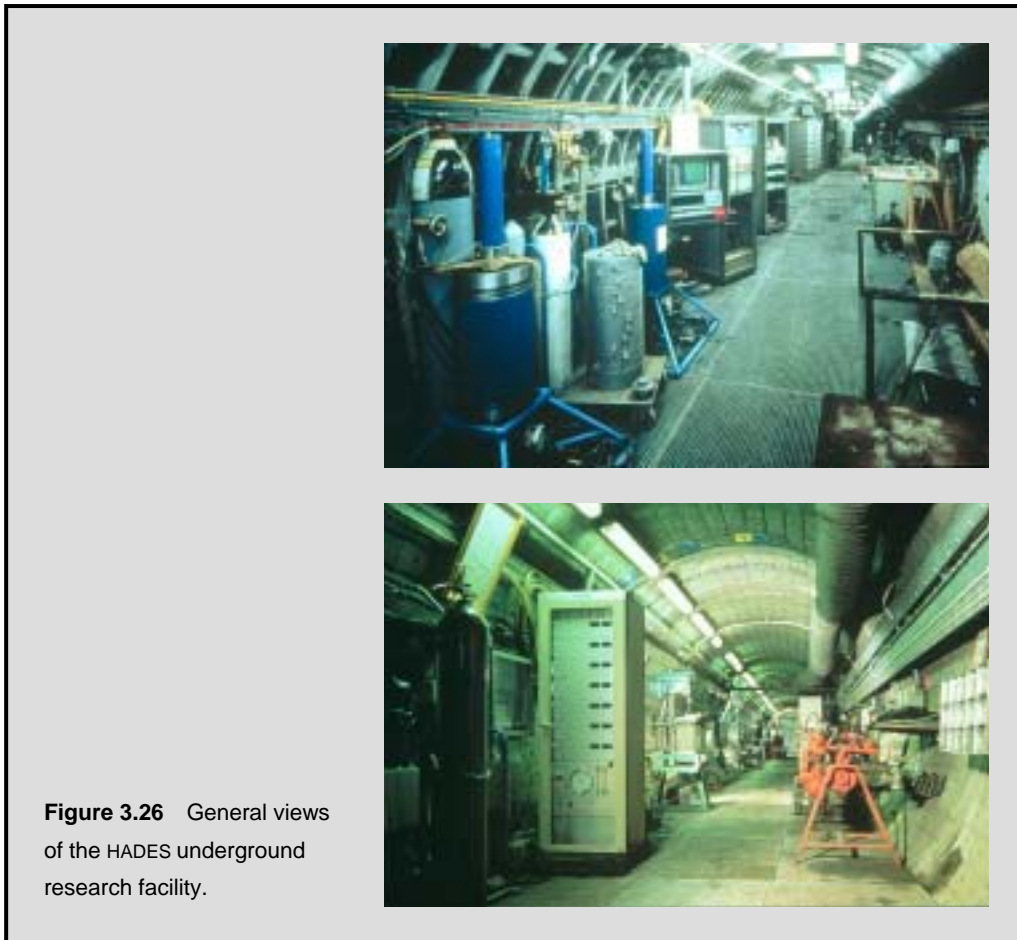 Figure 3.26 General views
of the HADES underground
research facility.